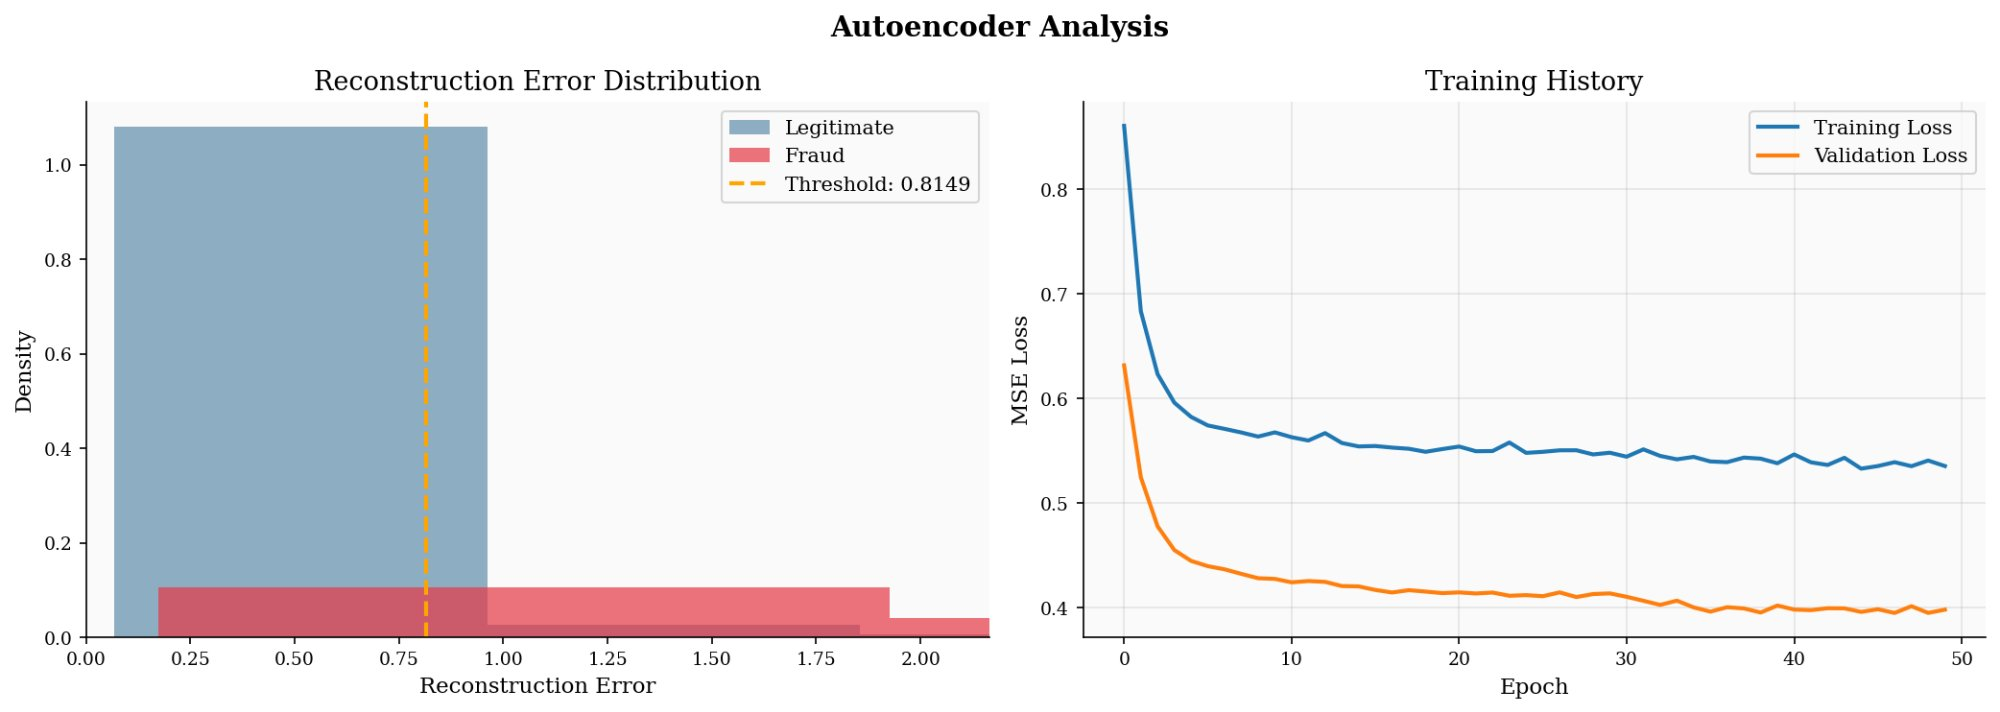 Autoencoder Analysis
Reconstruction Error Distribution
Legitimate
Fraud
Threshold: 0.8149
Density
1.0
0.8
0.6
0.4
0.2
0.0
0.00 0.25 0.50 0.75 1.00 1.25 1.50 1.75 2.00
Reconstruction Error
Training History
Training Loss
Validation Loss
MSE Loss
0.8
0.7
0.6
0.5
0.4
0 10 20 30 40 50
Epoch